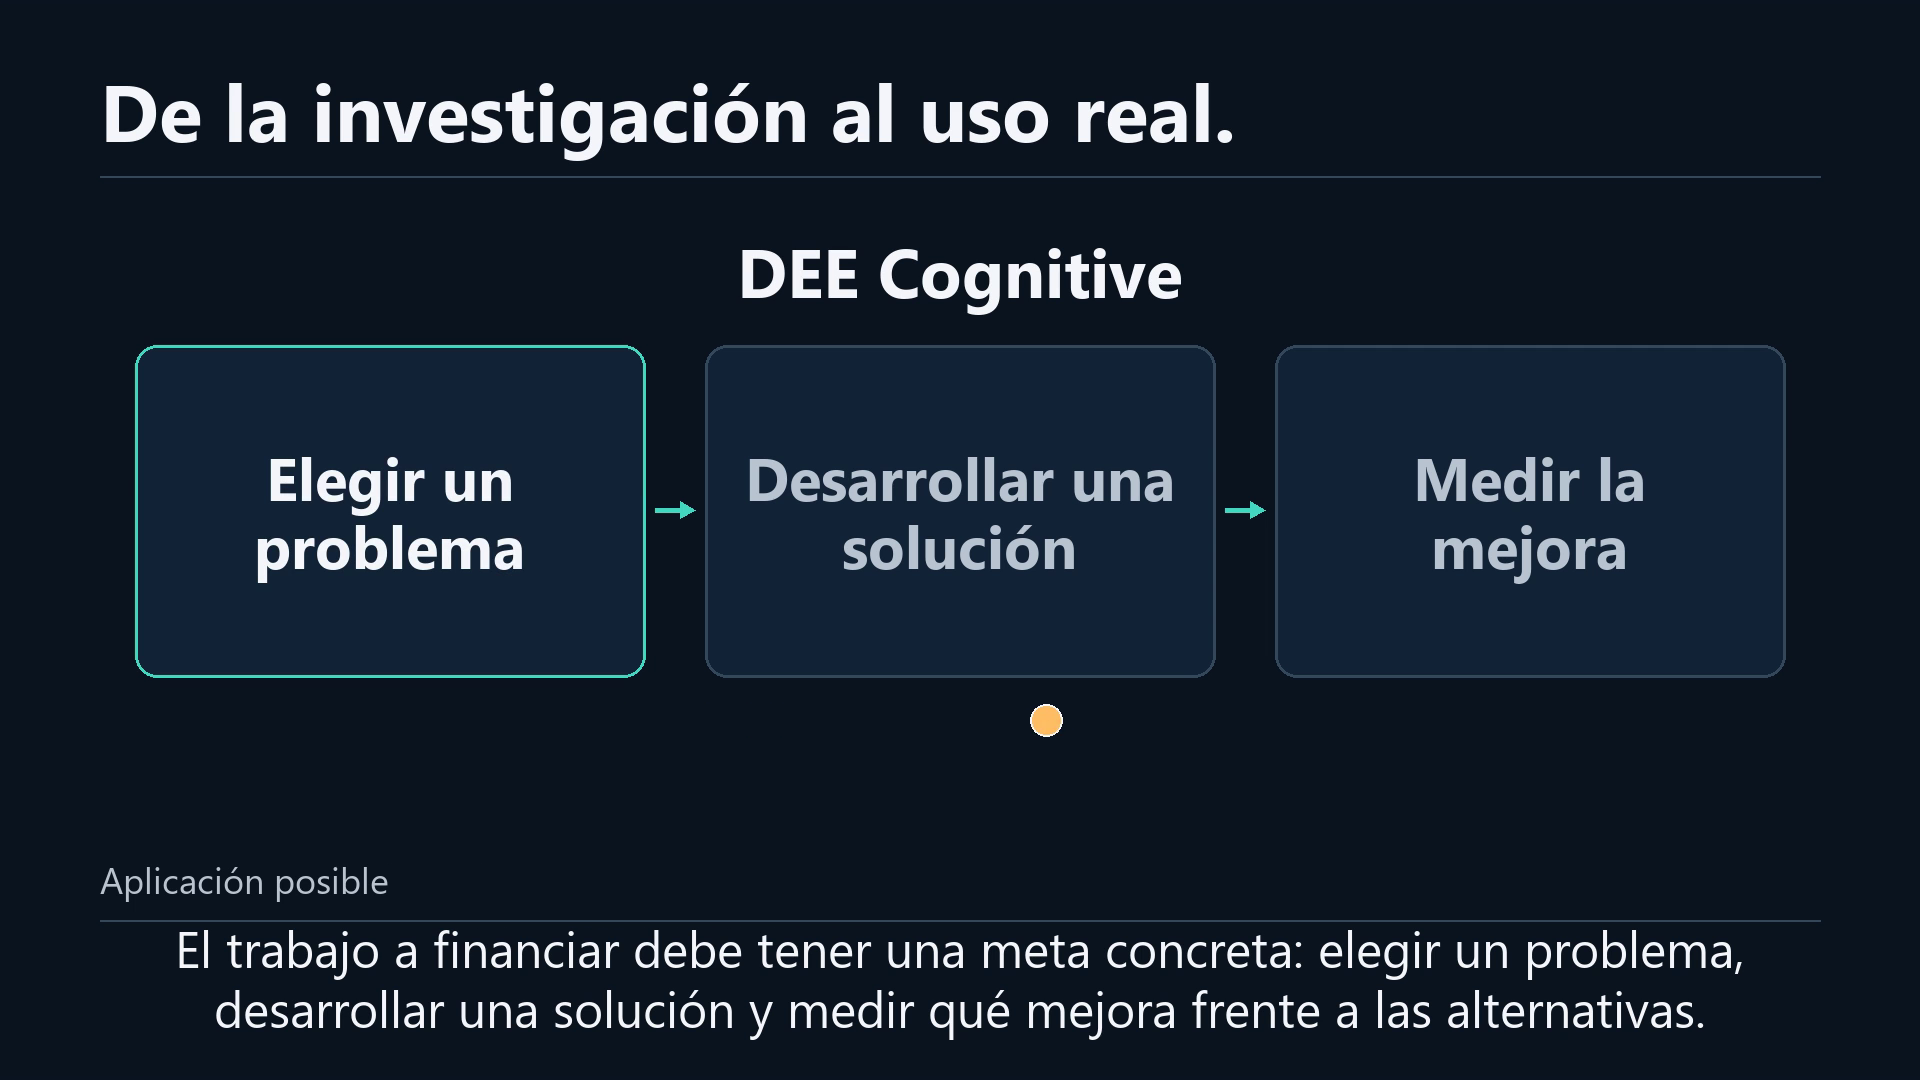 De la investigación al uso real.
DEE Cognitive
Elegir un
problema
Desarrollar una
solución
Medir la
mejora
Aplicación posible
El trabajo a financiar debe tener una meta concreta: elegir un problema,
desarrollar una solución y medir qué mejora frente a las alternativas.